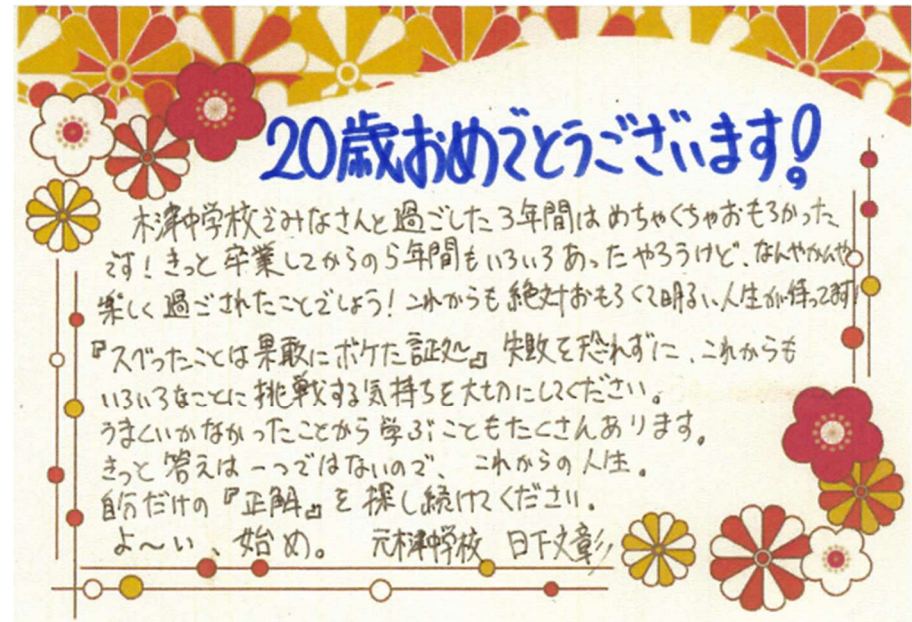 20歳おめでとうございます!
木津中学校でみなさんと過ごした3年間はめちゃくちゃおもろかった
です!きっと卒業してからの5年間もいろいろあったやろうけど、なんやかんや
楽しく過ごされたことでしょう!これからも絶対おもろくて明るい人生が待ってます!
『スベったことは果敢にボケた証処』失敗を恐れずに、これからも
いろいろなことに挑戦する気持ちを大切にしてください。
うまくいかなかったことから学ぶこともたくさんあります。
きっと答えは一つではないので、これからの人生。
自分だけの『正解』を探し続けてください。
よ〜い、始め。 元木津中学校 日下文彰